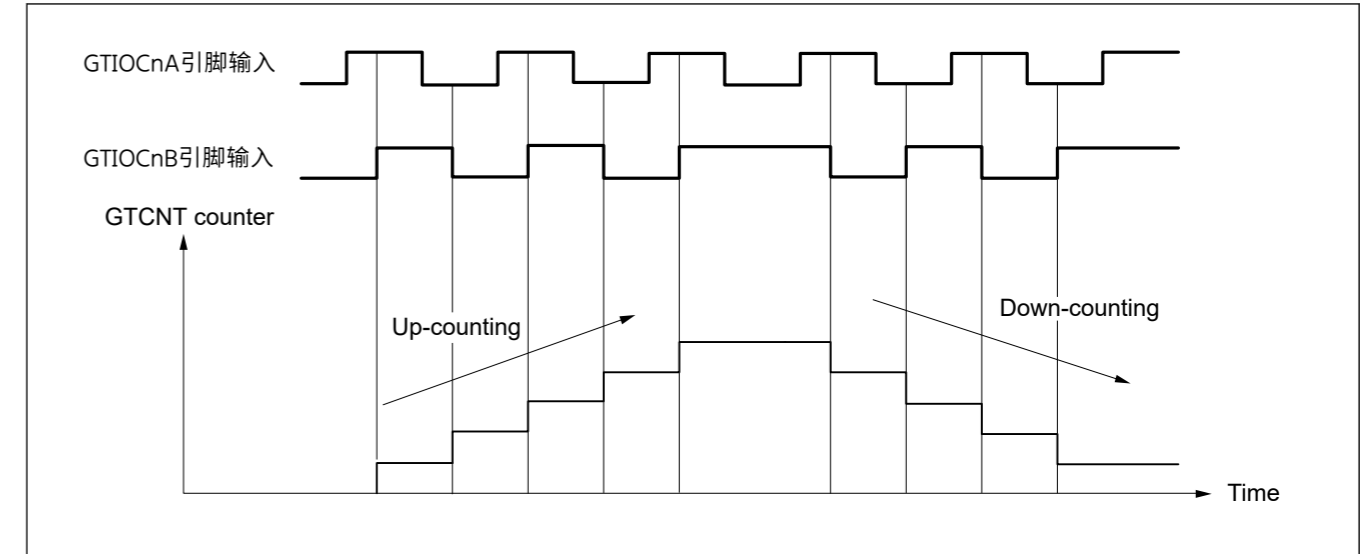 GTIOCnA引脚输入
GTIOCnB引脚输入
GTCNT counter
Up-counting
Down-counting
Time